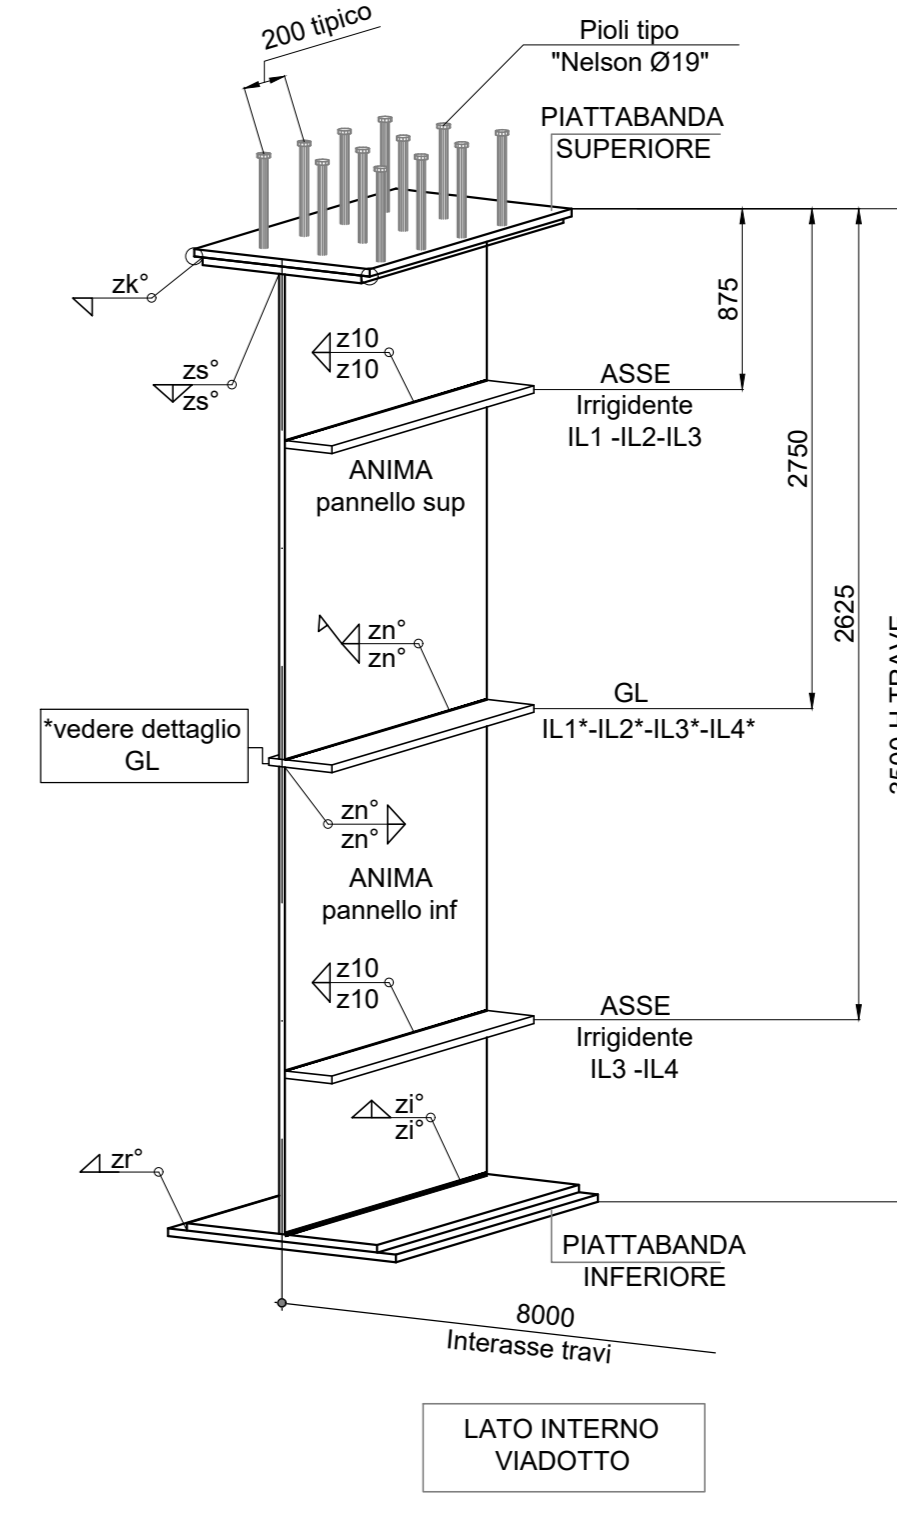 200 tipico
Pioli tipo
"Nelson Ø19"
PIATTABANDA
SUPERIORE
zk°
zs°
zs°
z10
z10
875
ASSE
Irrigidente
IL1 -IL2-IL3
ANIMA
pannello sup
2750
2625
zn°
zn°
GL
IL1*-IL2*-IL3*-IL4*
*vedere dettaglio
GL
zn°
zn°
ANIMA
pannello inf
z10
z10
ASSE
Irrigidente
IL3 -IL4
zi°
zi°
zr°
PIATTABANDA
INFERIORE
8000
Interasse travi
LATO INTERNO
VIADOTTO